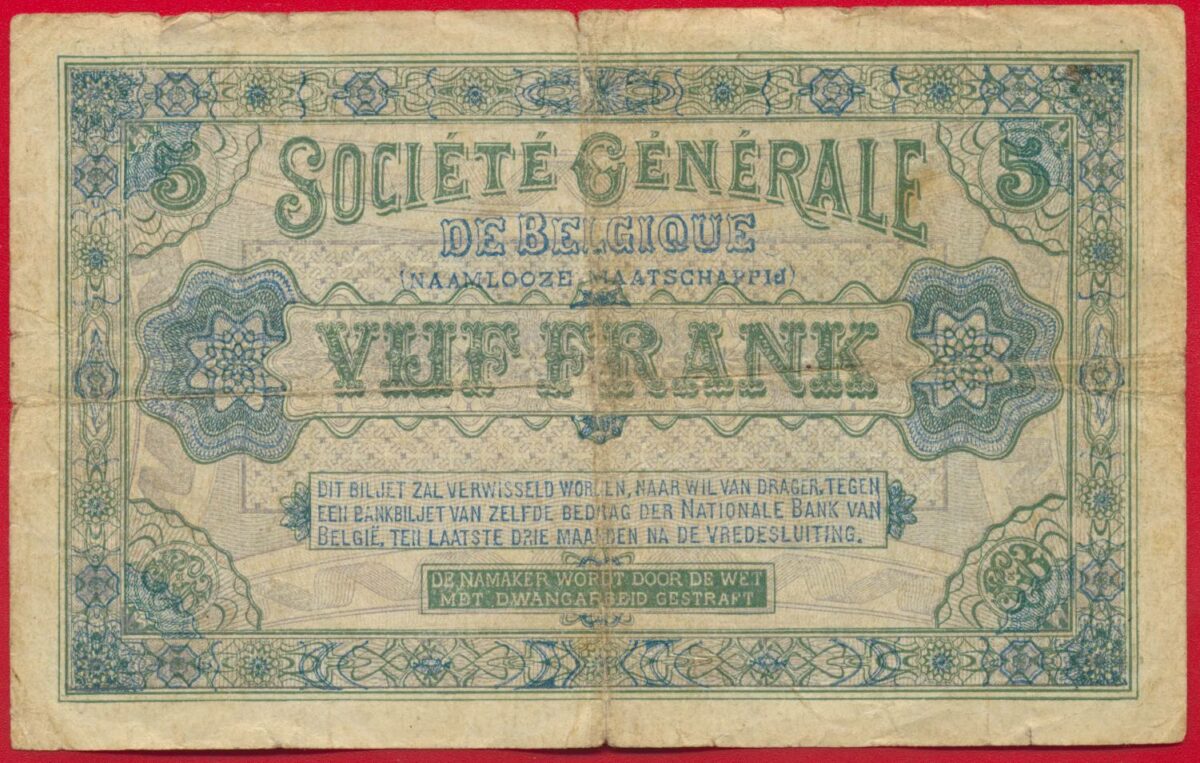 5 5
SOCIÉTÉ GÉNÉRALE
DE BELGIQUE
(NAAMLOOZE MAATSCHAPPIJ)
VIJF FRANK
DIT BILJET ZAL VERWISSELD WORDEN, NAAR WIL VAN DRAGER, TEGEN
EEN BANKBILJET VAN ZELFDE BEDRAG DER NATIONALE BANK VAN
BELGIË, TEN LAATSTE DRIE MAANDEN NA DE VREDESLUITING.
DE NAMAKER WORDT DOOR DE WET
MET DWANGARBEID GESTRAFT